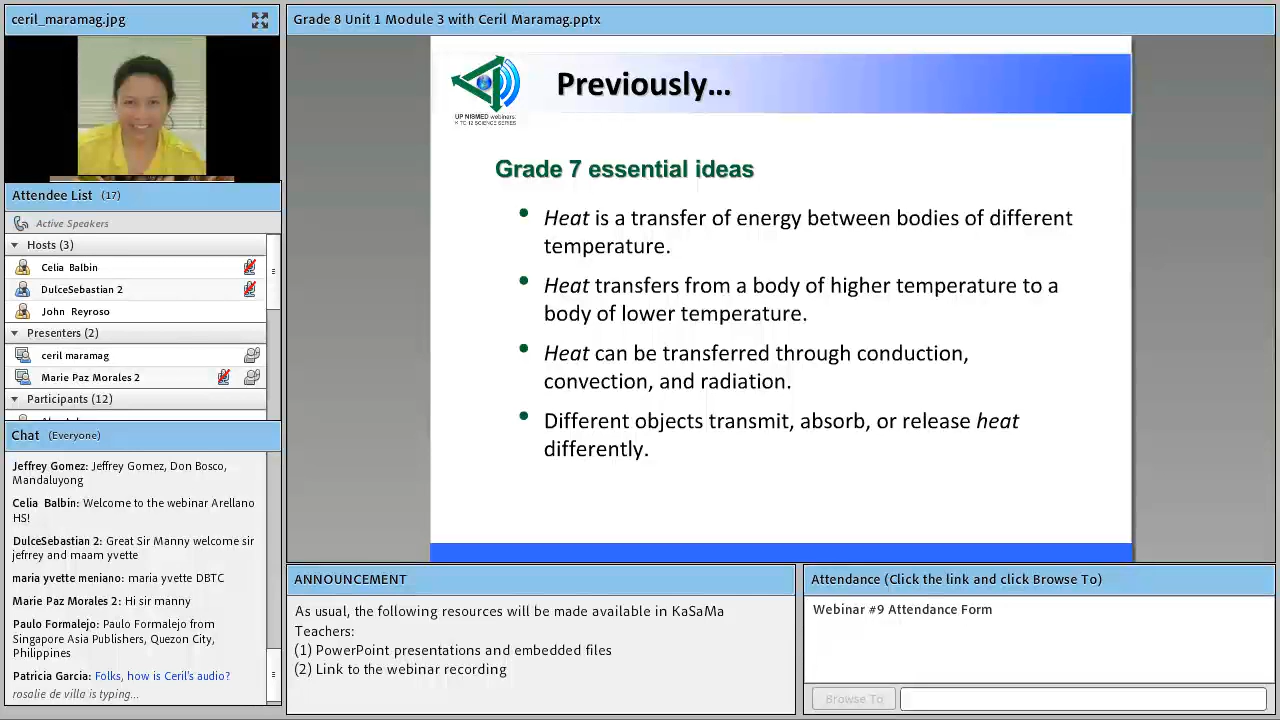 ceril_maramag.jpg
Attendee List (17)
Active Speakers
Hosts (3)
Celia Balbin
DulceSebastian 2
John Reyroso
Presenters (2)
ceril maramag
Marie Paz Morales 2
Participants (12)
Chat (Everyone)
Jeffrey Gomez: Jeffrey Gomez, Don Bosco,
Mandaluyong
Celia Balbin: Welcome to the webinar Arellano
HS!
DulceSebastian 2: Great Sir Manny welcome sir
jefrrey and maam yvette
maria yvette meniano: maria yvette DBTC
Marie Paz Morales 2: Hi sir manny
Paulo Formalejo: Paulo Formalejo from
Singapore Asia Publishers, Quezon City,
Philippines
Patricia Garcia: Folks, how is Ceril's audio?
rosalie de villa is typing...
Grade 8 Unit 1 Module 3 with Ceril Maramag.pptx
UP NISMED webinars:
K TO 12 SCIENCE SERIES
Previously...
Grade 7 essential ideas
• Heat is a transfer of energy between bodies of different
temperature.
• Heat transfers from a body of higher temperature to a
body of lower temperature.
• Heat can be transferred through conduction,
convection, and radiation.
• Different objects transmit, absorb, or release heat
differently.
ANNOUNCEMENT
As usual, the following resources will be made available in KaSaMa
Teachers:
(1) PowerPoint presentations and embedded files
(2) Link to the webinar recording
Attendance (Click the link and click Browse To)
Webinar #9 Attendance Form
Browse To